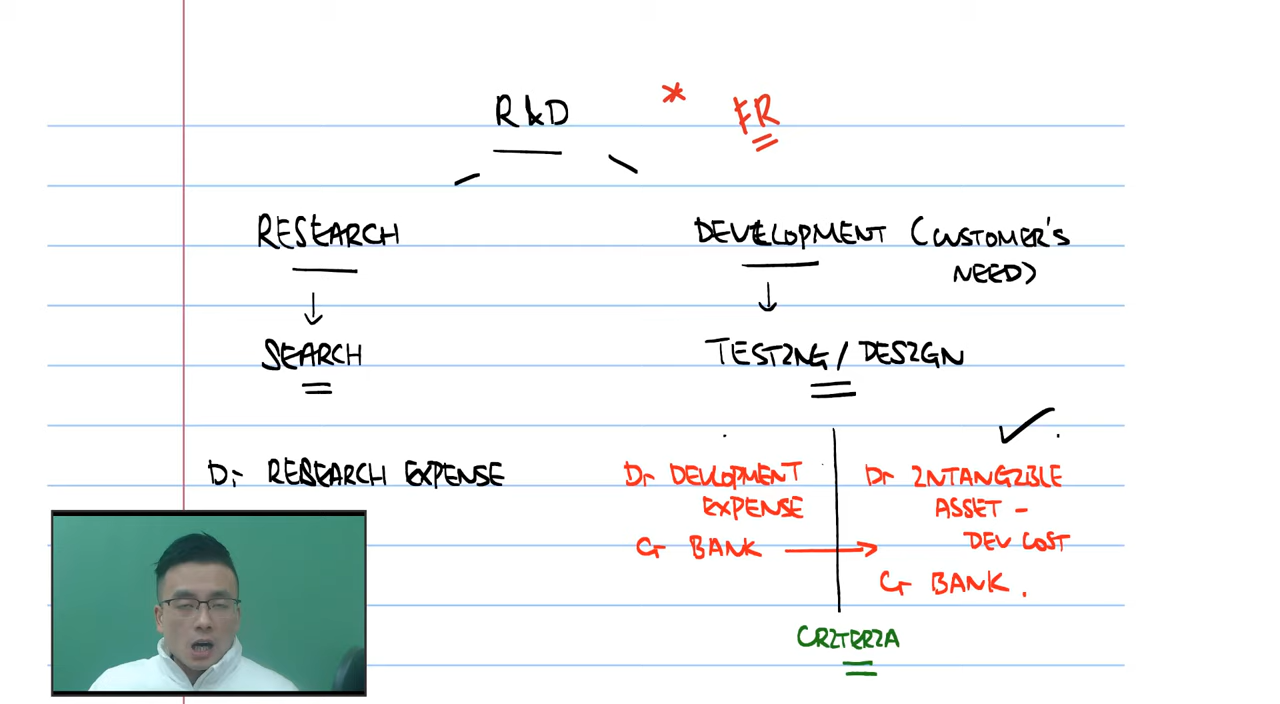 R&D * FR
RESEARCH
DEVELOPMENT (CUSTOMER'S
NEED)
SEARCH
TESTING/DESIGN
Dr RESEARCH EXPENSE
Dr DEVLOPMENT
EXPENSE
Cr BANK
Dr INTANGIBLE
ASSET -
DEV COST
Cr BANK.
CRITERIA